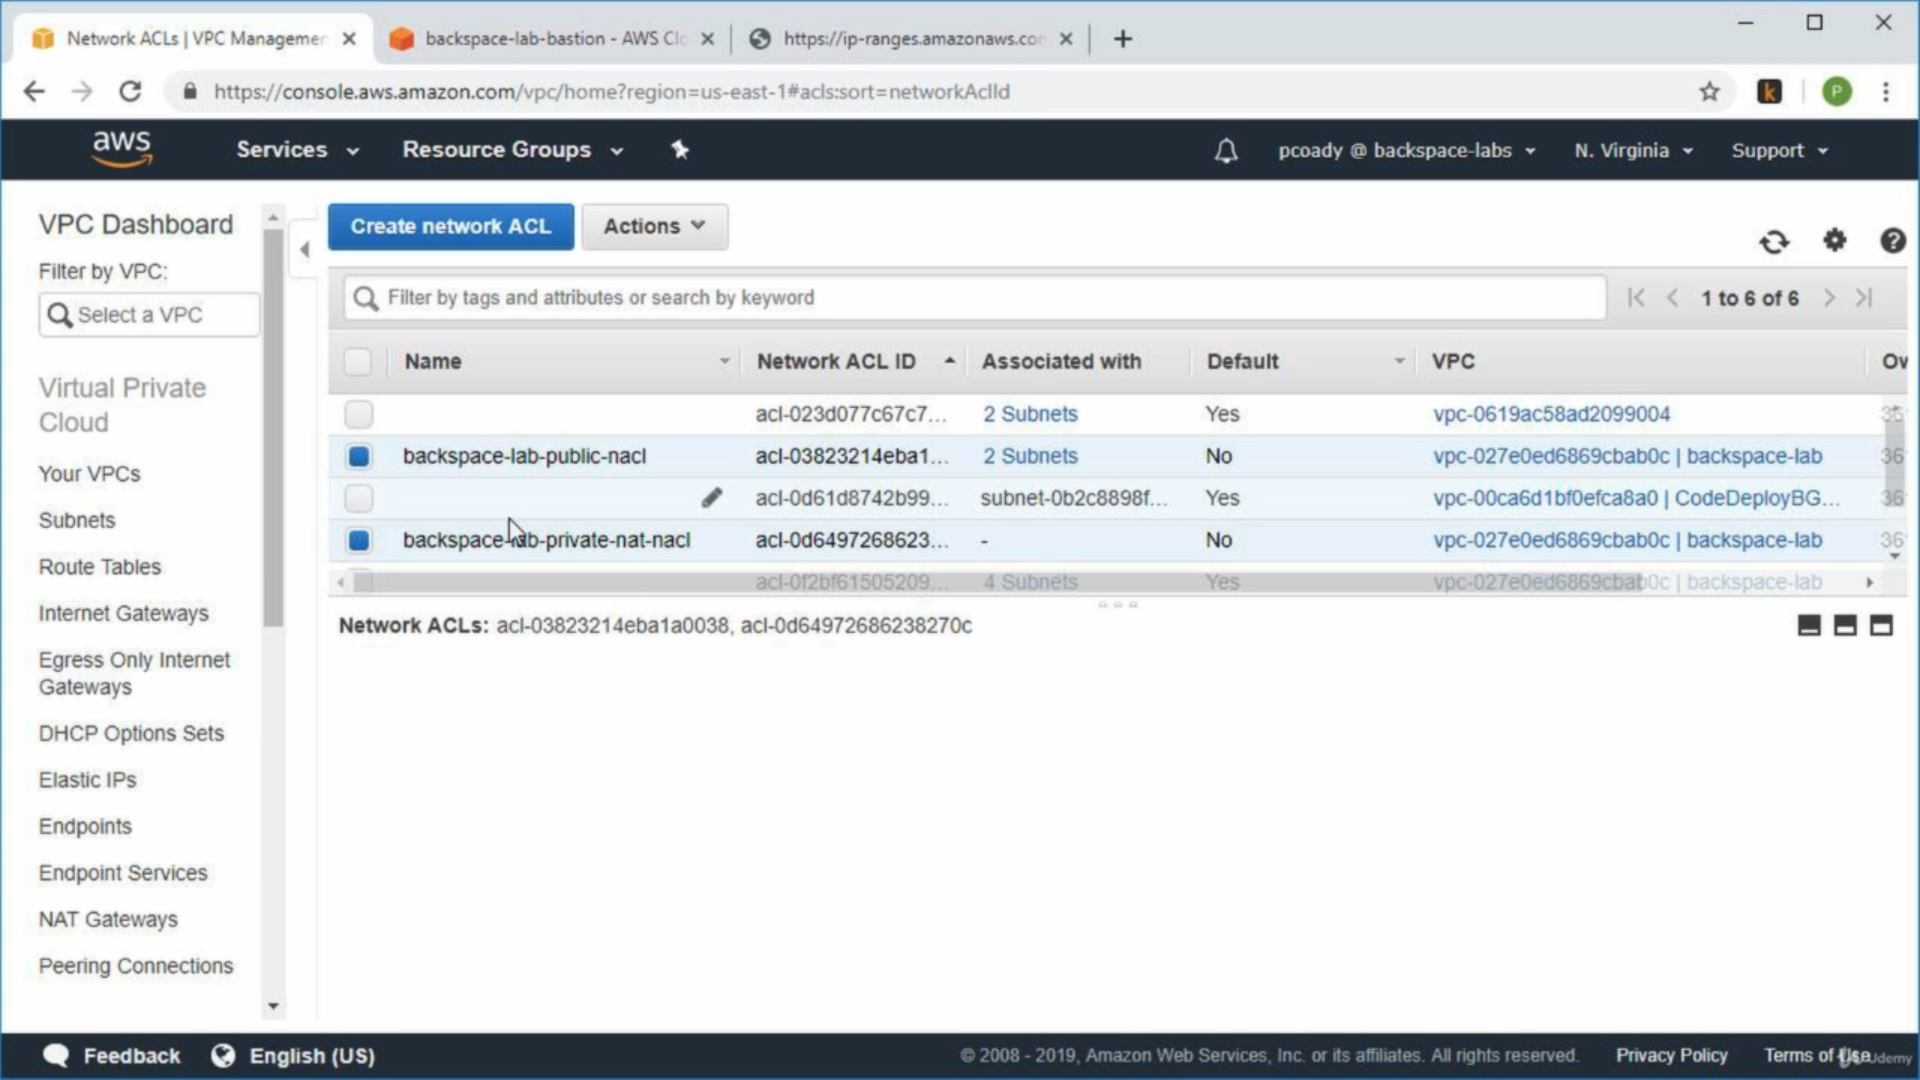 Network ACLs | VPC Managemen
backspace-lab-bastion - AWS Clo
https://ip-ranges.amazonaws.con
https://console.aws.amazon.com/vpc/home?region=us-east-1#acls:sort=networkAclId
k
P
aws
Services
Resource Groups
pcoady @ backspace-labs
N. Virginia
Support
VPC Dashboard
Filter by VPC:
Select a VPC
Virtual Private
Cloud
Your VPCs
Subnets
Route Tables
Internet Gateways
Egress Only Internet
Gateways
DHCP Options Sets
Elastic IPs
Endpoints
Endpoint Services
NAT Gateways
Peering Connections
Create network ACL
Actions
Filter by tags and attributes or search by keyword
1 to 6 of 6
Name Network ACL ID Associated with Default VPC Ow
acl-023d077c67c7... 2 Subnets Yes vpc-0619ac58ad2099004 36
backspace-lab-public-nacl acl-03823214eba1... 2 Subnets No vpc-027e0ed6869cbab0c | backspace-lab 36
acl-0d61d8742b99... subnet-0b2c8898f... Yes vpc-00ca6d1bf0efca8a0 | CodeDeployBG... 36
backspace-lab-private-nat-nacl acl-0d6497268623... - No vpc-027e0ed6869cbab0c | backspace-lab 36
acl-0f2bf61505209... 4 Subnets Yes vpc-027e0ed6869cbab0c | backspace-lab
Network ACLs: acl-03823214eba1a0038, acl-0d64972686238270c
Feedback
English (US)
© 2008 - 2019, Amazon Web Services, Inc. or its affiliates. All rights reserved.
Privacy Policy
Terms of Use
Udemy